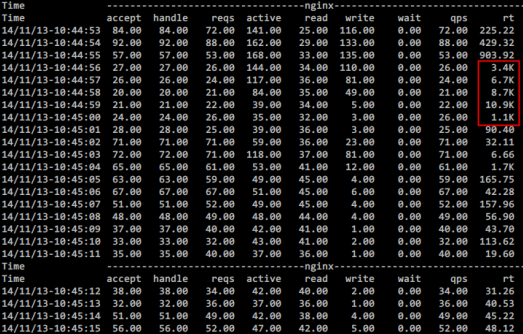 Time -----------------------nginx-----------------------
Time accept handle reqs active read write wait qps rt
14/11/13-10:44:53 84.00 84.00 72.00 141.00 25.00 116.00 0.00 72.00 225.22
14/11/13-10:44:54 92.00 92.00 88.00 162.00 29.00 133.00 0.00 88.00 429.32
14/11/13-10:44:55 57.00 57.00 53.00 168.00 33.00 135.00 0.00 53.00 903.92
14/11/13-10:44:56 27.00 27.00 26.00 144.00 34.00 110.00 0.00 26.00 3.4K
14/11/13-10:44:57 26.00 26.00 24.00 117.00 36.00 81.00 0.00 24.00 6.7K
14/11/13-10:44:58 20.00 20.00 21.00 84.00 35.00 49.00 0.00 21.00 8.7K
14/11/13-10:44:59 21.00 21.00 22.00 39.00 34.00 5.00 0.00 22.00 10.9K
14/11/13-10:45:00 24.00 24.00 26.00 35.00 32.00 3.00 0.00 26.00 1.1K
14/11/13-10:45:01 28.00 28.00 25.00 39.00 36.00 3.00 0.00 25.00 90.40
14/11/13-10:45:02 71.00 71.00 71.00 59.00 36.00 23.00 0.00 71.00 32.11
14/11/13-10:45:03 72.00 72.00 71.00 118.00 37.00 81.00 0.00 71.00 6.66
14/11/13-10:45:04 65.00 65.00 61.00 53.00 41.00 12.00 0.00 61.00 1.7K
14/11/13-10:45:05 63.00 63.00 59.00 49.00 45.00 4.00 0.00 59.00 165.75
14/11/13-10:45:06 67.00 67.00 67.00 51.00 45.00 6.00 0.00 67.00 42.28
14/11/13-10:45:07 51.00 51.00 52.00 49.00 45.00 4.00 0.00 52.00 157.96
14/11/13-10:45:08 48.00 48.00 49.00 48.00 44.00 4.00 0.00 49.00 56.90
14/11/13-10:45:09 37.00 37.00 40.00 42.00 41.00 1.00 0.00 40.00 43.70
14/11/13-10:45:10 33.00 33.00 32.00 43.00 41.00 2.00 0.00 32.00 113.62
14/11/13-10:45:11 35.00 35.00 40.00 37.00 36.00 1.00 0.00 40.00 19.60
Time -----------------------nginx-----------------------
Time accept handle reqs active read write wait qps rt
14/11/13-10:45:12 38.00 38.00 34.00 42.00 40.00 2.00 0.00 34.00 31.26
14/11/13-10:45:13 32.00 32.00 36.00 37.00 36.00 1.00 0.00 36.00 40.53
14/11/13-10:45:14 51.00 51.00 49.00 42.00 38.00 4.00 0.00 49.00 45.22
14/11/13-10:45:15 56.00 56.00 52.00 47.00 42.00 5.00 0.00 52.00 48.12